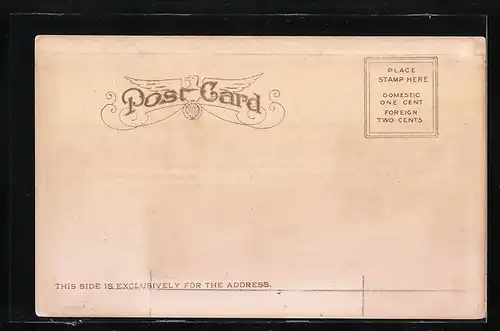 Post Card
PLACE
STAMP HERE
DOMESTIC
ONE CENT
FOREIGN
TWO CENTS
THIS SIDE IS EXCLUSIVELY FOR THE ADDRESS.